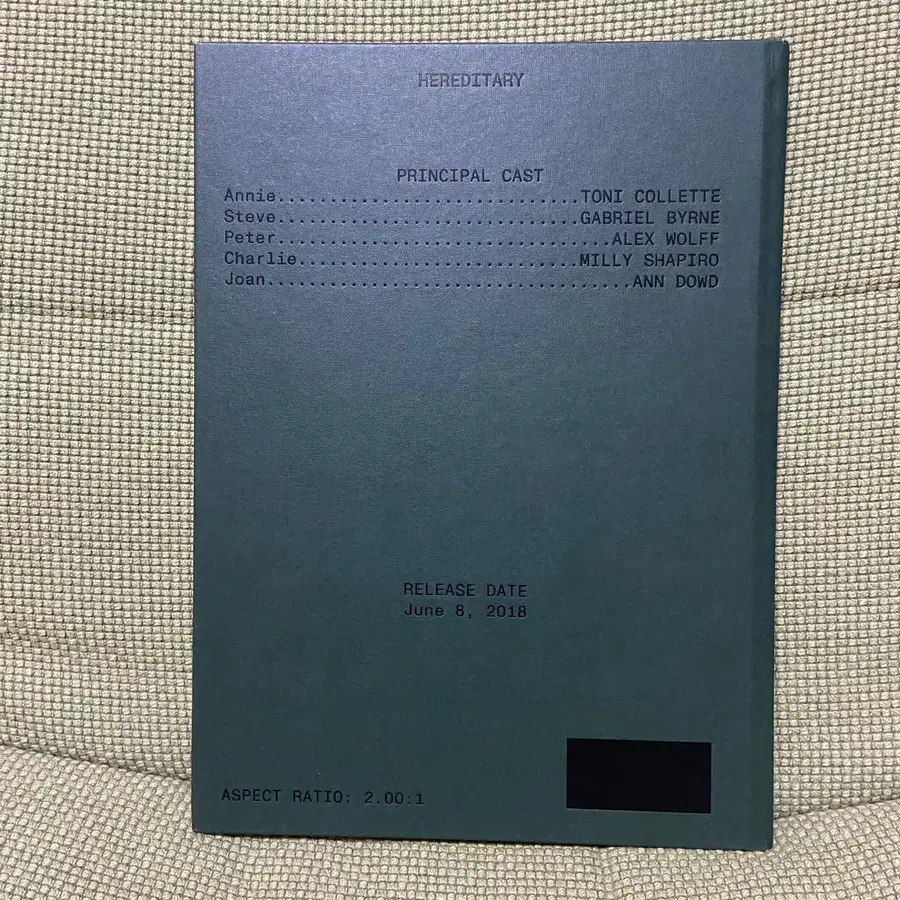 HEREDITARY
PRINCIPAL CAST
Annie.............................TONI COLLETTE
Steve.............................GABRIEL BYRNE
Peter................................ALEX WOLFF
Charlie...........................MILLY SHAPIRO
Joan...................................ANN DOWD
RELEASE DATE
June 8, 2018
ASPECT RATIO: 2.00:1